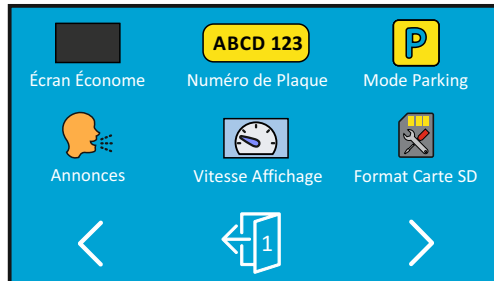 ABCD 123
P
Écran Économe
Numéro de Plaque
Mode Parking
Annonces
Vitesse Affichage
Format Carte SD
1